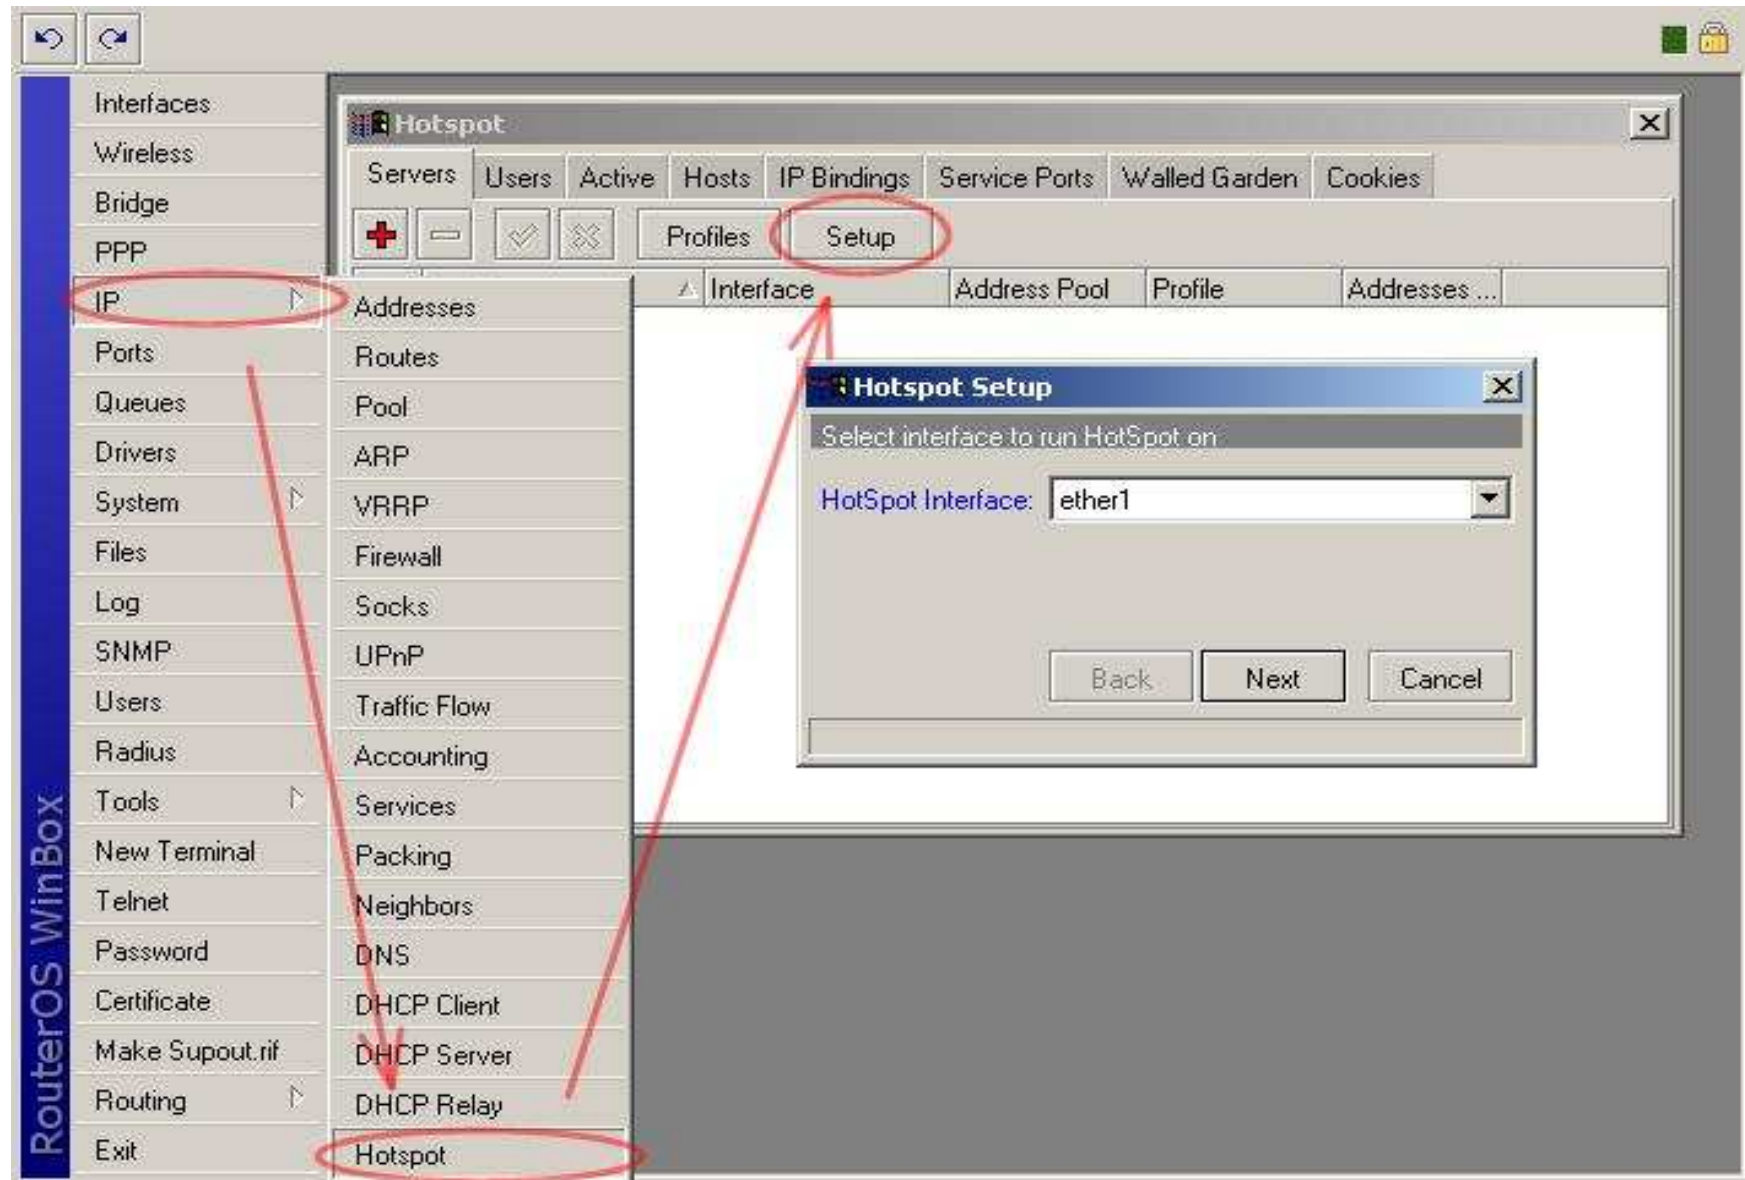 Interfaces
Wireless
Bridge
PPP
IP
Ports
Queues
Drivers
System
Files
Log
SNMP
Users
Radius
Tools
New Terminal
Telnet
Password
Certificate
Make Supout.rif
Routing
Exit
RouterOS WinBox
Addresses
Routes
Pool
ARP
VRRP
Firewall
Socks
UPnP
Traffic Flow
Accounting
Services
Packing
Neighbors
DNS
DHCP Client
DHCP Server
DHCP Relay
Hotspot
Hotspot
Servers Users Active Hosts IP Bindings Service Ports Walled Garden Cookies
Profiles Setup
Interface Address Pool Profile Addresses ...
Hotspot Setup
Select interface to run HotSpot on
HotSpot Interface: ether1
Back Next Cancel